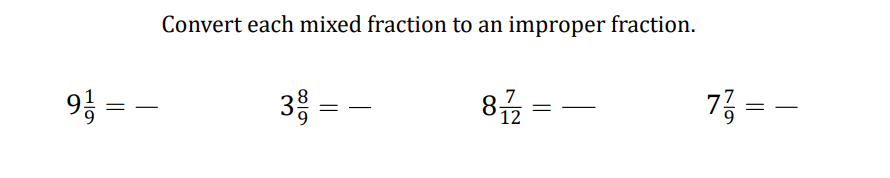 Convert each mixed fraction to an improper fraction.
9 1/9 = — 3 8/9 = — 8 7/12 = — 7 7/9 = —